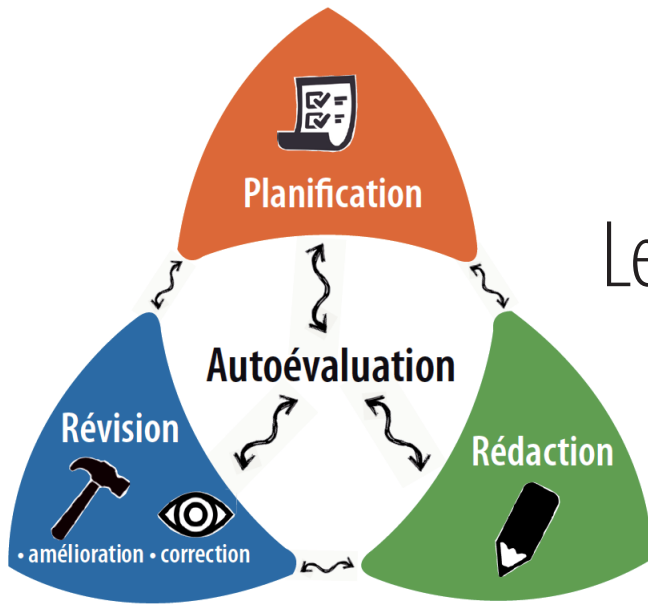 Planification
Le
Autoévaluation
Révision
Rédaction
• amélioration • correction